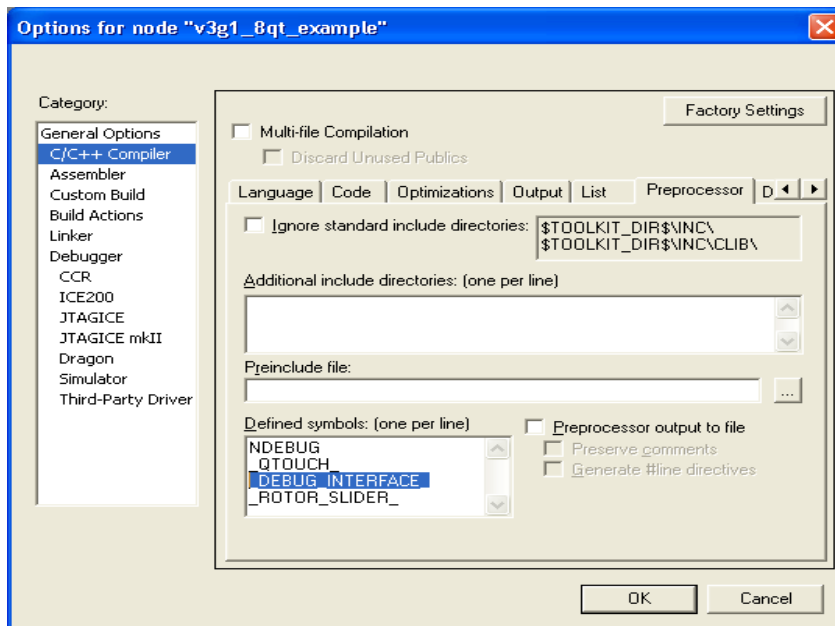 Options for node "v3g1_8qt_example"
Category:
General Options
C/C++ Compiler
Assembler
Custom Build
Build Actions
Linker
Debugger
CCR
ICE200
JTAGICE
JTAGICE mkII
Dragon
Simulator
Third-Party Driver
Factory Settings
Multi-file Compilation
Discard Unused Publics
Language Code Optimizations Output List Preprocessor D
Ignore standard include directories:
$TOOLKIT_DIR$\INC\
$TOOLKIT_DIR$\INC\CLIB\
Additional include directories: (one per line)
Preinclude file:
...
Defined symbols: (one per line)
NDEBUG
_QTOUCH_
_DEBUG_INTERFACE_
_ROTOR_SLIDER_
Preprocessor output to file
Preserve comments
Generate #line directives
OK Cancel